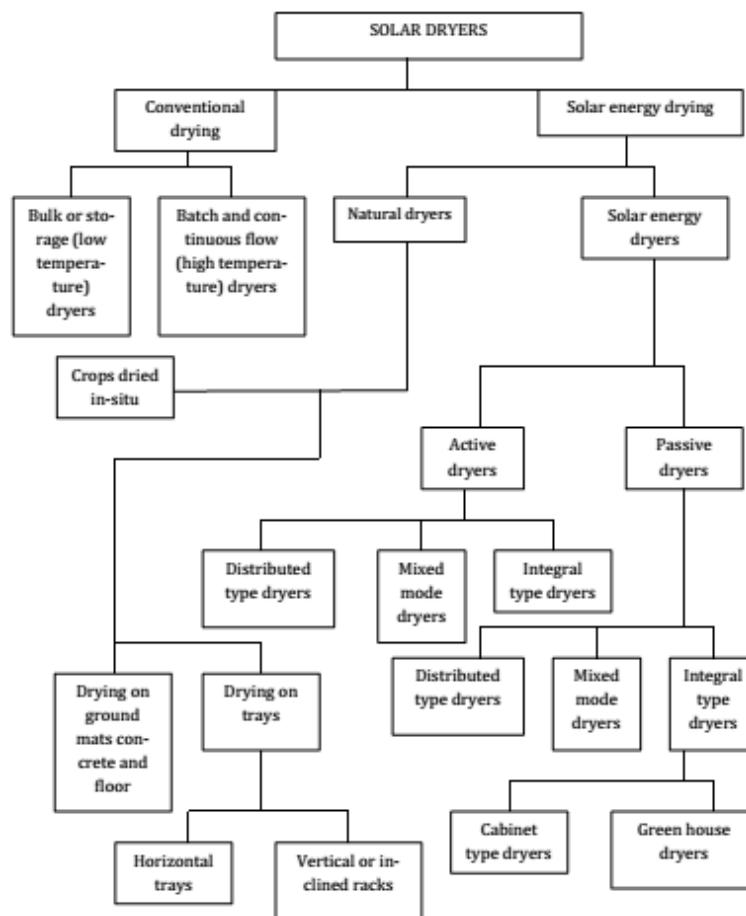 SOLAR DRYERS
Conventional
drying
Solar energy drying
Bulk or sto-
rage (low
tempera-
ture)
dryers
Batch and con-
tinuous flow
(high tempera-
ture) dryers
Natural dryers
Solar energy
dryers
Crops dried
in-situ
Active
dryers
Passive
dryers
Distributed
type dryers
Mixed
mode
dryers
Integral
type dryers
Distributed
type dryers
Mixed
mode
dryers
Integral
type
dryers
Drying on
ground
mats con-
crete and
floor
Drying on
trays
Cabinet
type dryers
Green house
dryers
Horizontal
trays
Vertical or in-
clined racks